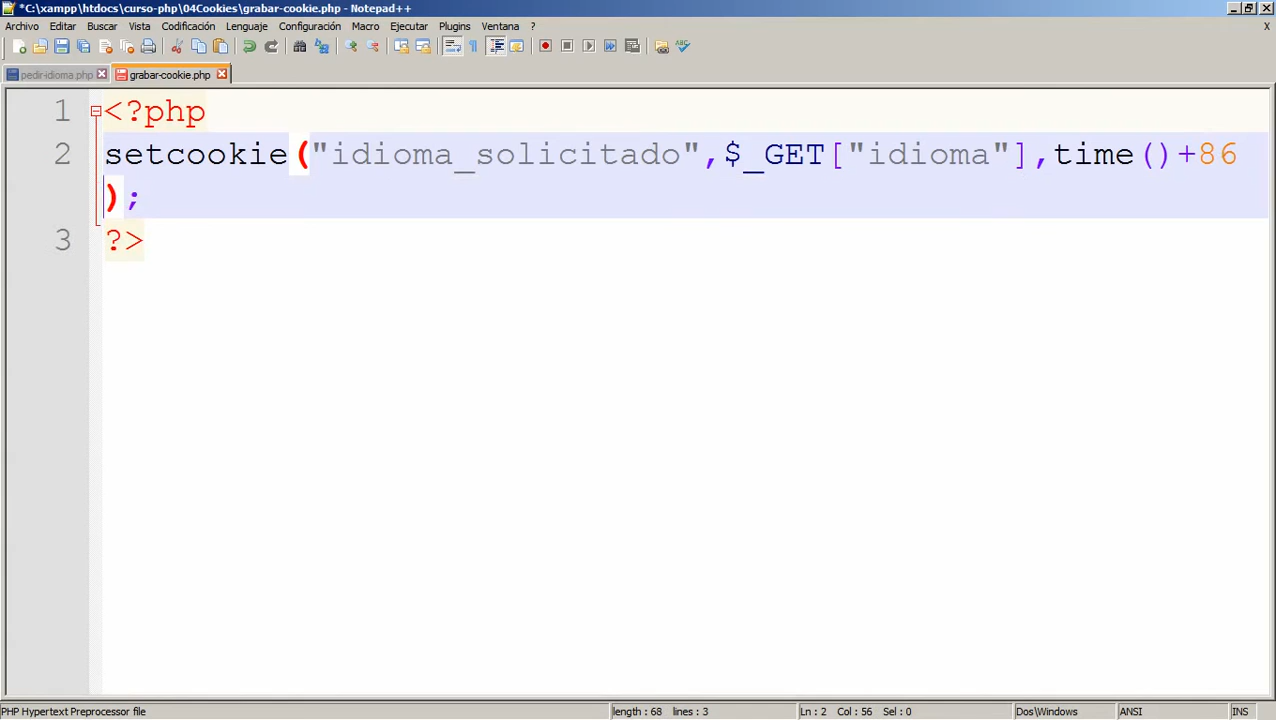 *C:\xampp\htdocs\curso-php\04Cookies\grabar-cookie.php - Notepad++
Archivo Editar Buscar Vista Codificación Lenguaje Configuración Macro Ejecutar Plugins Ventana ? X
pedir-idioma.php grabar-cookie.php
1 <?php
2 setcookie("idioma_solicitado",$_GET["idioma"],time()+86
);
3 ?>
PHP Hypertext Preprocessor file length : 68 lines : 3 Ln : 2 Col : 56 Sel : 0 Dos\Windows ANSI INS